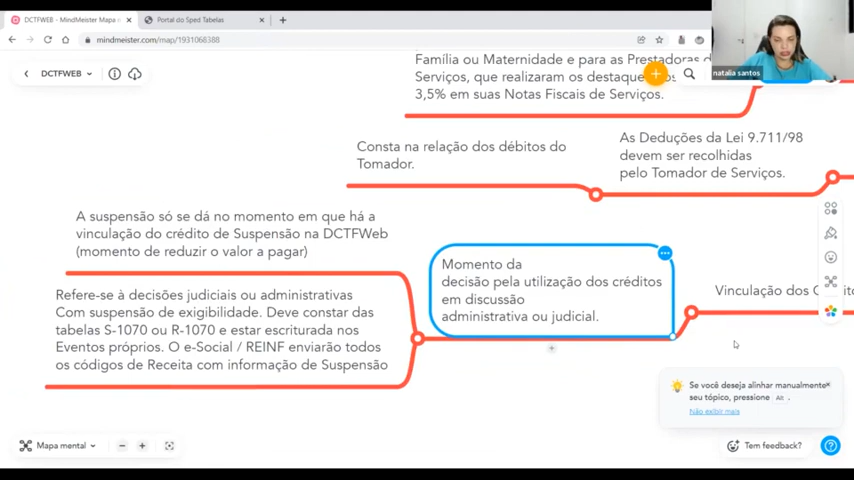 DCTFWEB - MindMeister Mapa m
Portal do Sped Tabelas
mindmeister.com/map/1931068388
natalia santos
DCTFWEB
Família ou Maternidade e para as Prestadoras d
Serviços, que realizaram os destaque
3,5% em suas Notas Fiscais de Serviços.
Consta na relação dos débitos do
Tomador.
As Deduções da Lei 9.711/98
devem ser recolhidas
pelo Tomador de Serviços.
A suspensão só se dá no momento em que há a
vinculação do crédito de Suspensão na DCTFWeb
(momento de reduzir o valor a pagar)
Momento da
decisão pela utilização dos créditos
em discussão
administrativa ou judicial.
Vinculação dos
Refere-se à decisões judiciais ou administrativas
Com suspensão de exigibilidade. Deve constar das
tabelas S-1070 ou R-1070 e estar escriturada nos
Eventos próprios. O e-Social / REINF enviarão todos
os códigos de Receita com informação de Suspensão
Se você deseja alinhar manualmente
seu tópico, pressione Alt .
Não exibir mais
Mapa mental
Tem feedback?